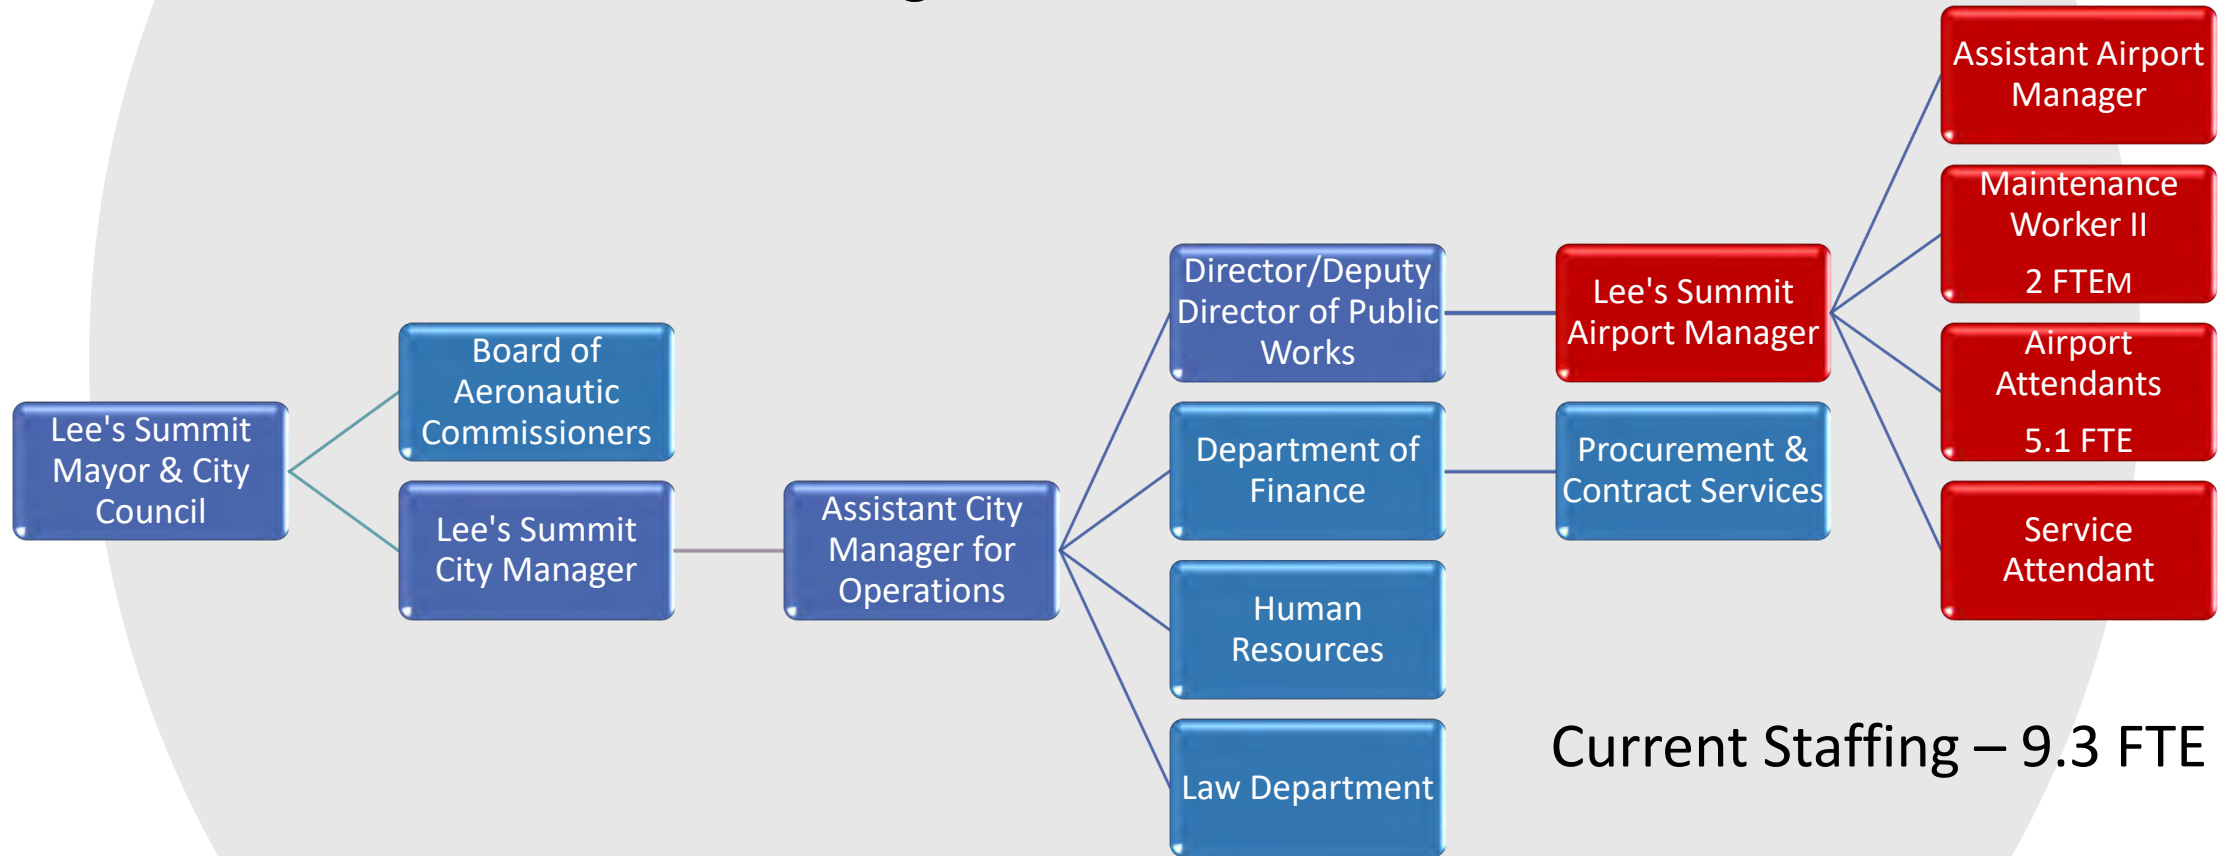 Lee's Summit
Mayor & City
Council
Board of
Aeronautic
Commissioners
Lee's Summit
City Manager
Assistant City
Manager for
Operations
Director/Deputy
Director of Public
Works
Department of
Finance
Human
Resources
Law Department
Lee's Summit
Airport Manager
Procurement &
Contract Services
Assistant Airport
Manager
Maintenance
Worker II
2 FTEM
Airport
Attendants
5.1 FTE
Service
Attendant
Current Staffing – 9.3 FTE